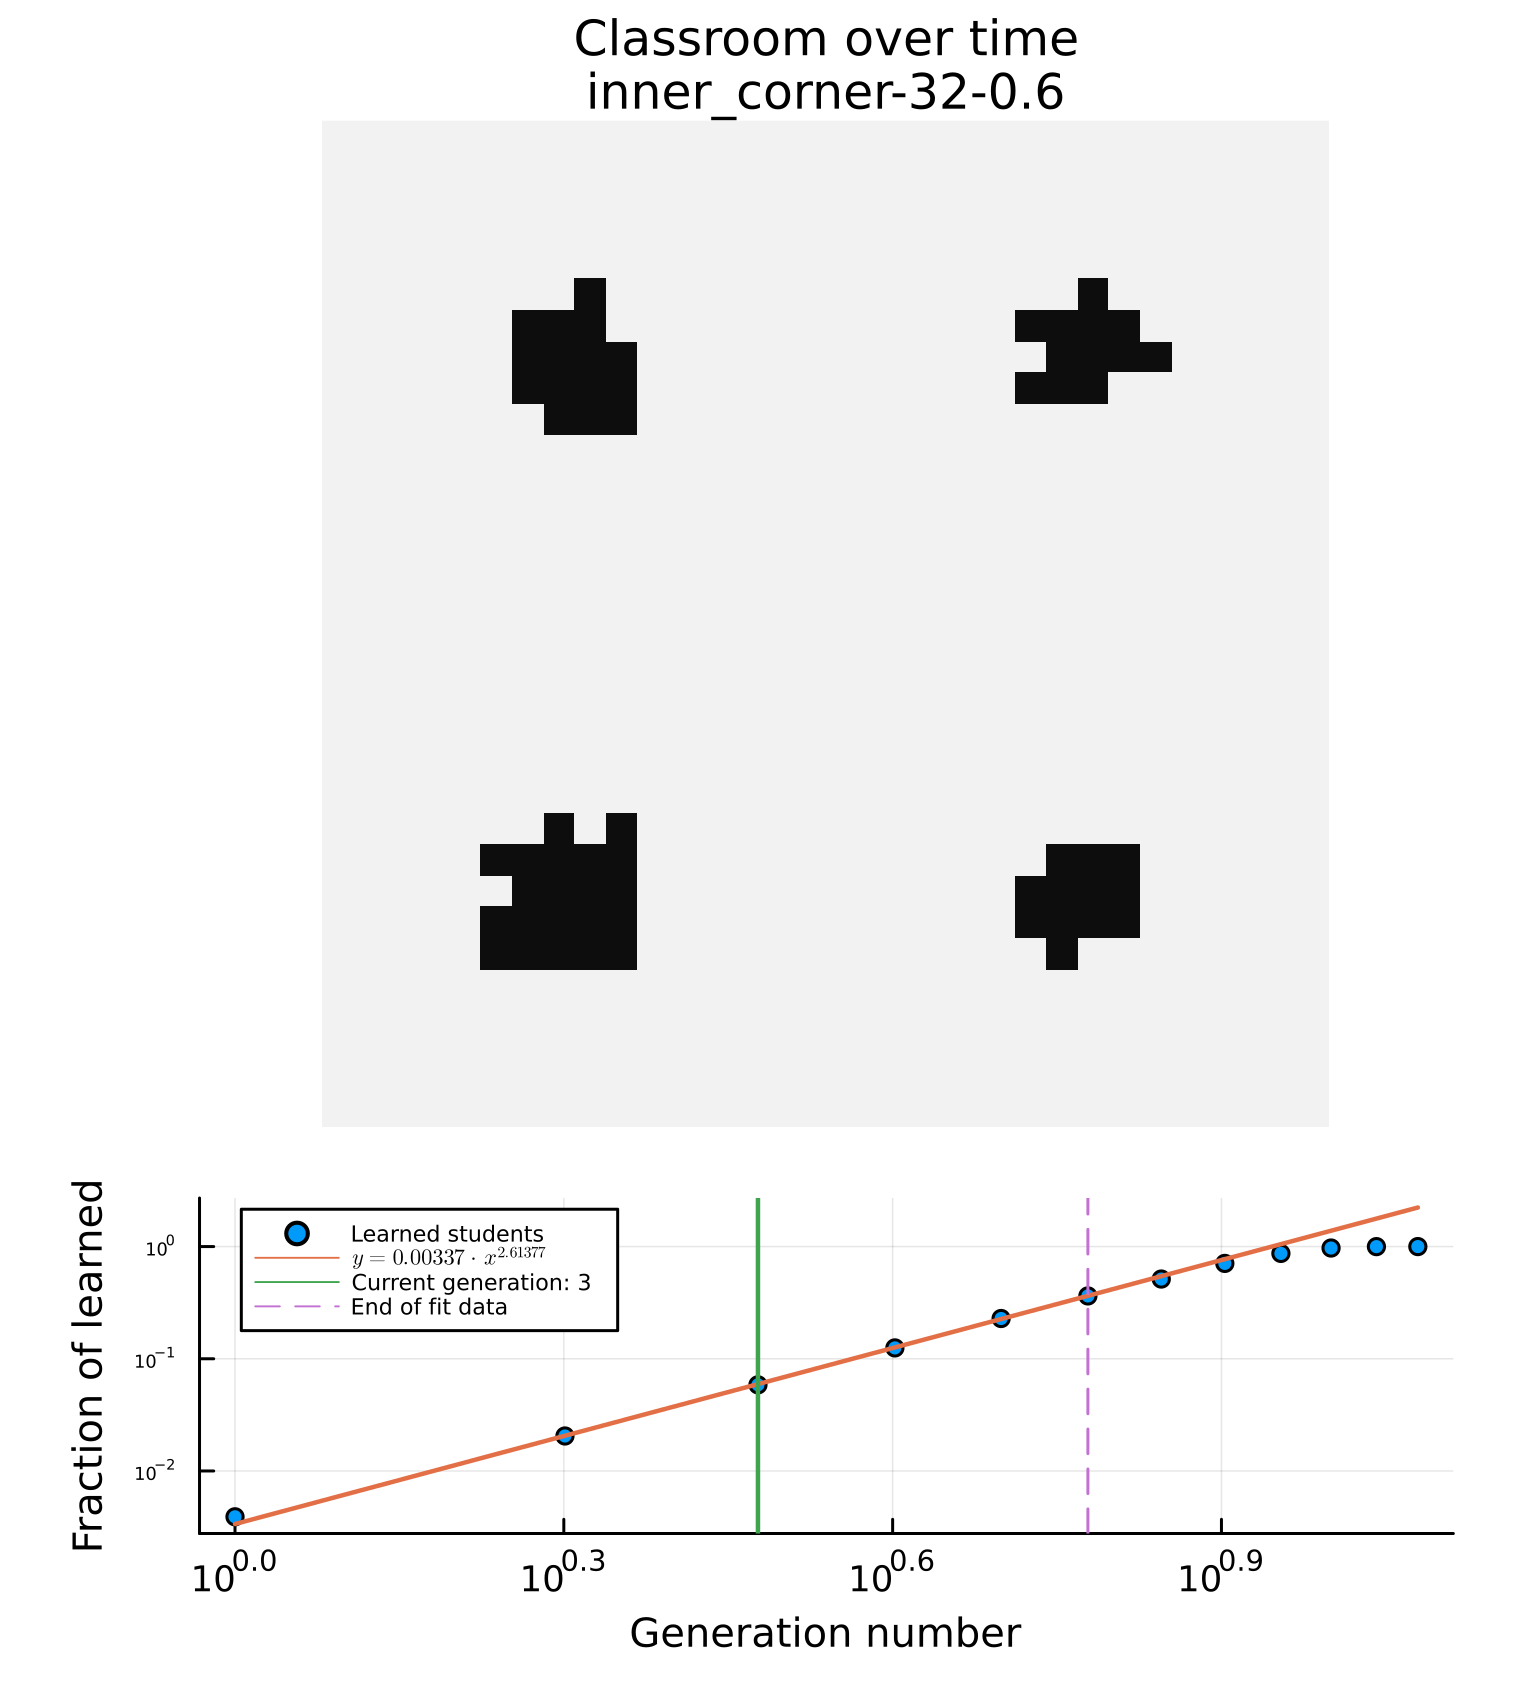 Classroom over time
inner_corner-32-0.6
Fraction of learned
10^0
10^-1
10^-2
Learned students
y = 0.00337 · x^2.61377
Current generation: 3
End of fit data
10^0.0 10^0.3 10^0.6 10^0.9
Generation number